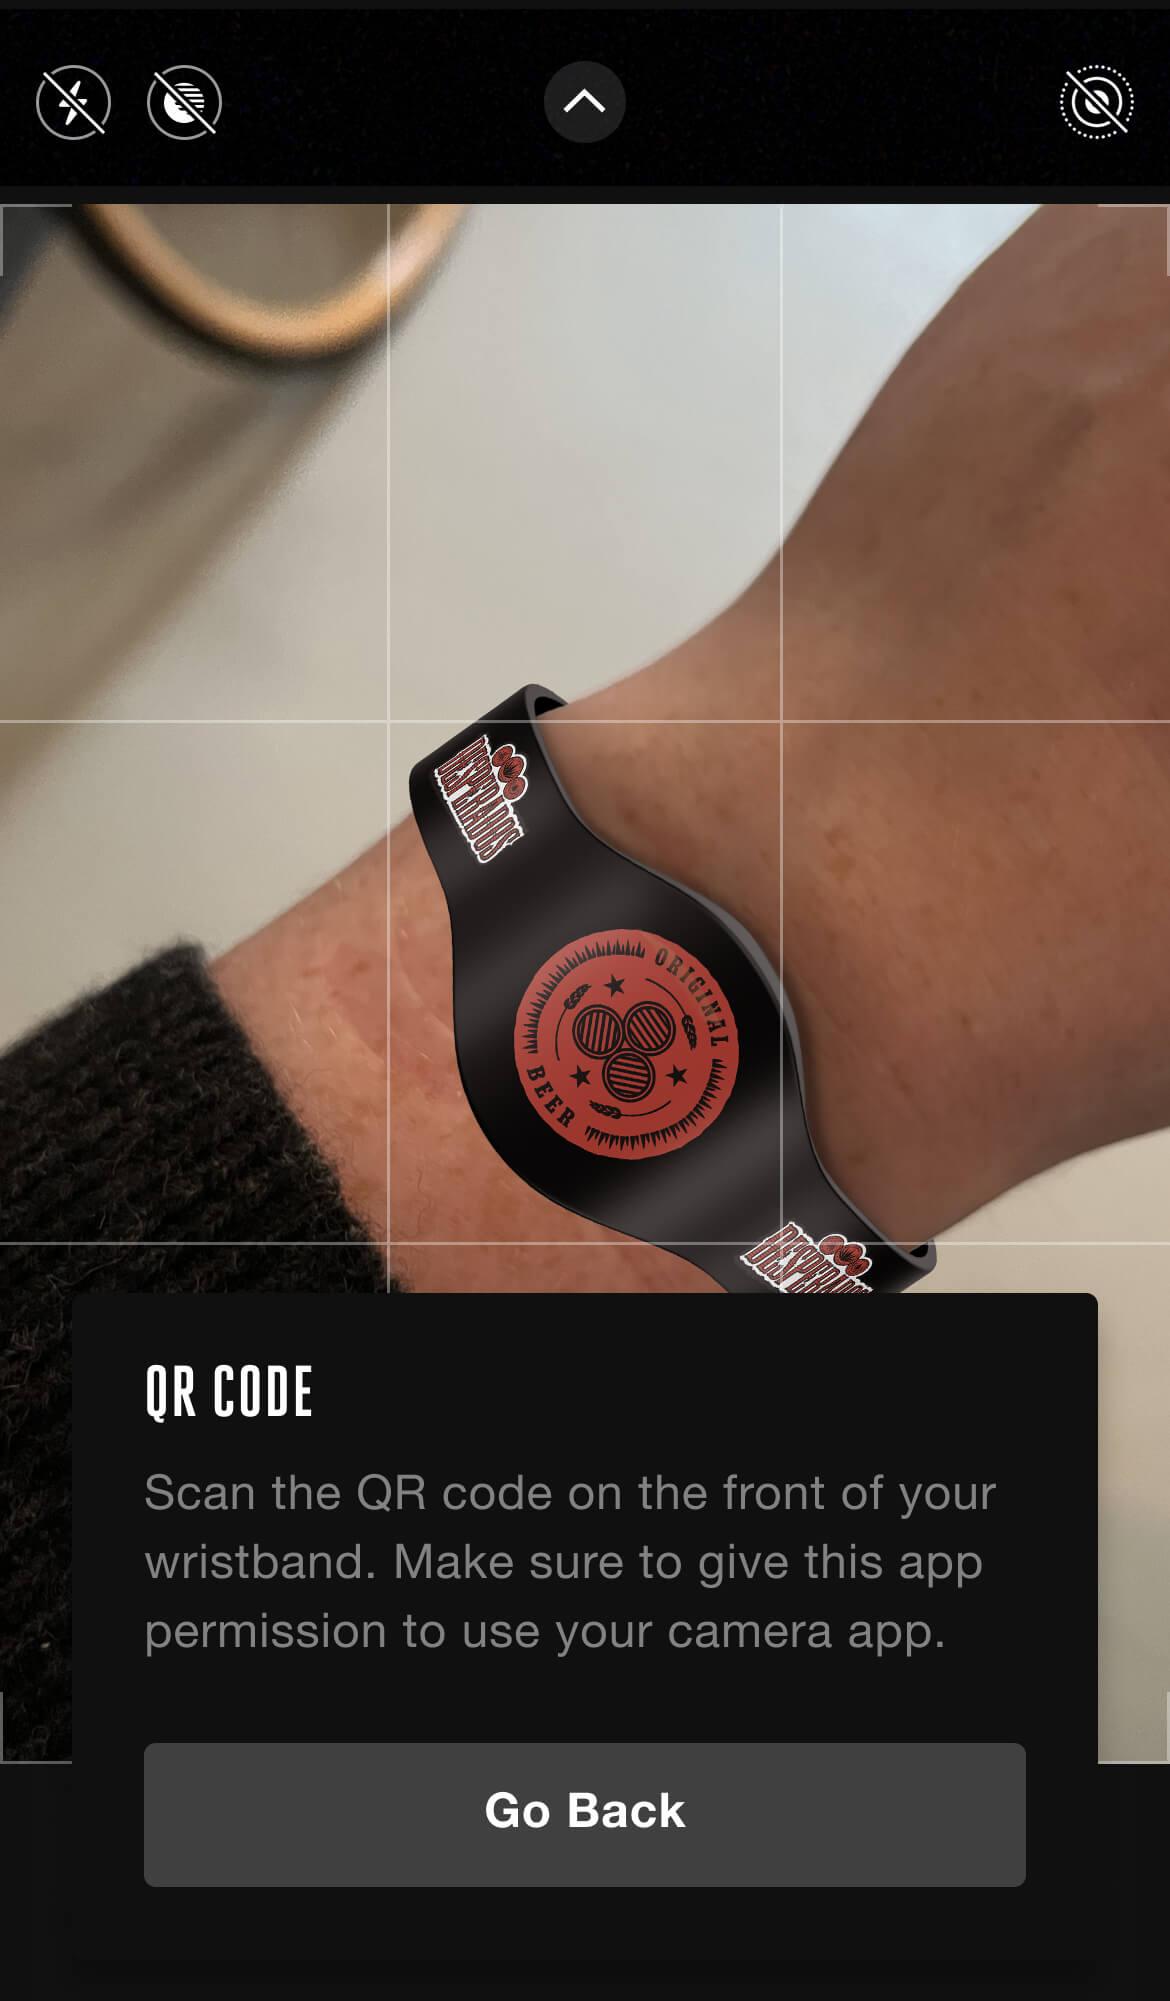 DESPERADOS
ORIGINAL
BEER
DESPERADOS
QR CODE
Scan the QR code on the front of your
wristband. Make sure to give this app
permission to use your camera app.
Go Back